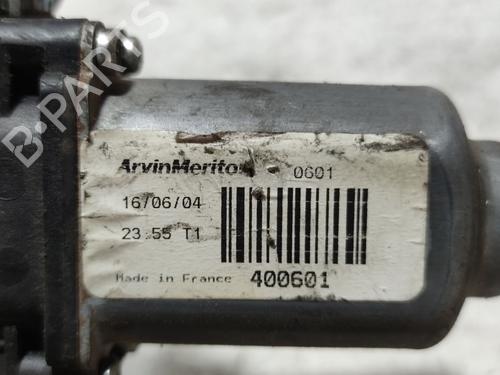 B-PARTS
ArvinMeritor 0601
16/06/04
23:55 T1
Made in France 400601